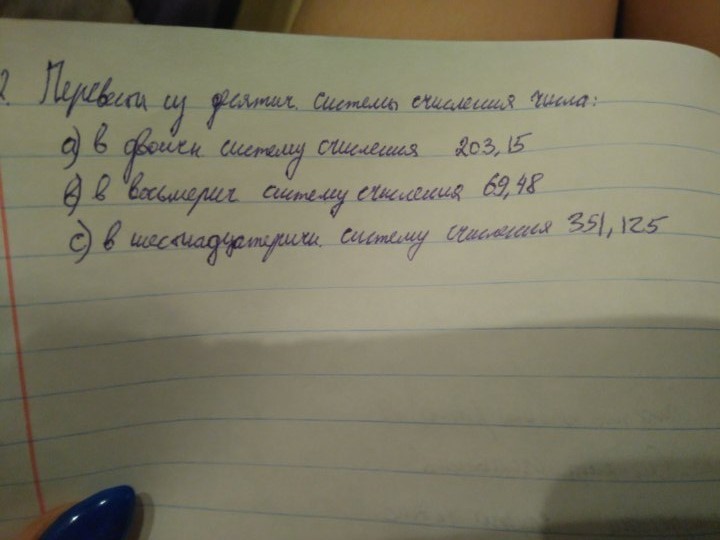 2. Перевести из десятич. системы счисления числа:
а) в двоичн. систему счисления 203,15
в) в восьмерич. систему счисления 69,48
с) в шестнадцатеричн. систему счисления 351,125